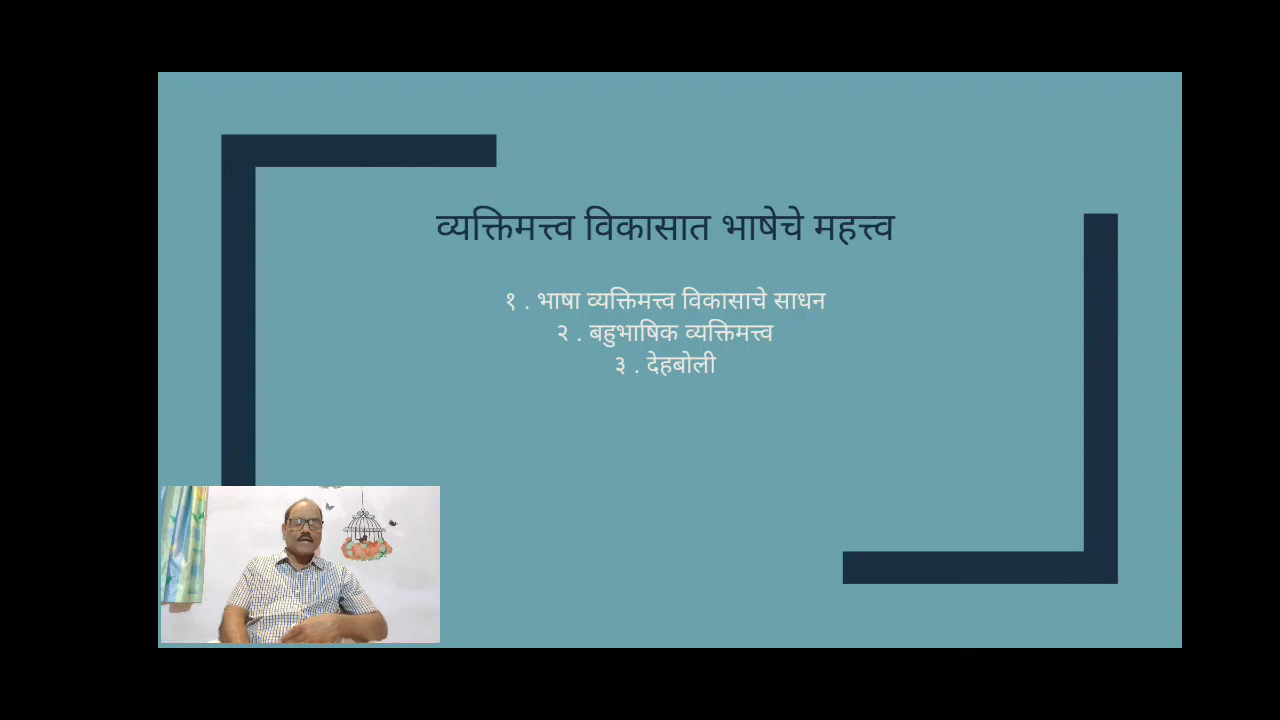 व्यक्तिमत्त्व विकासात भाषेचे महत्त्व
१ . भाषा व्यक्तिमत्त्व विकासाचे साधन
२ . बहुभाषिक व्यक्तिमत्त्व
३ . देहबोली